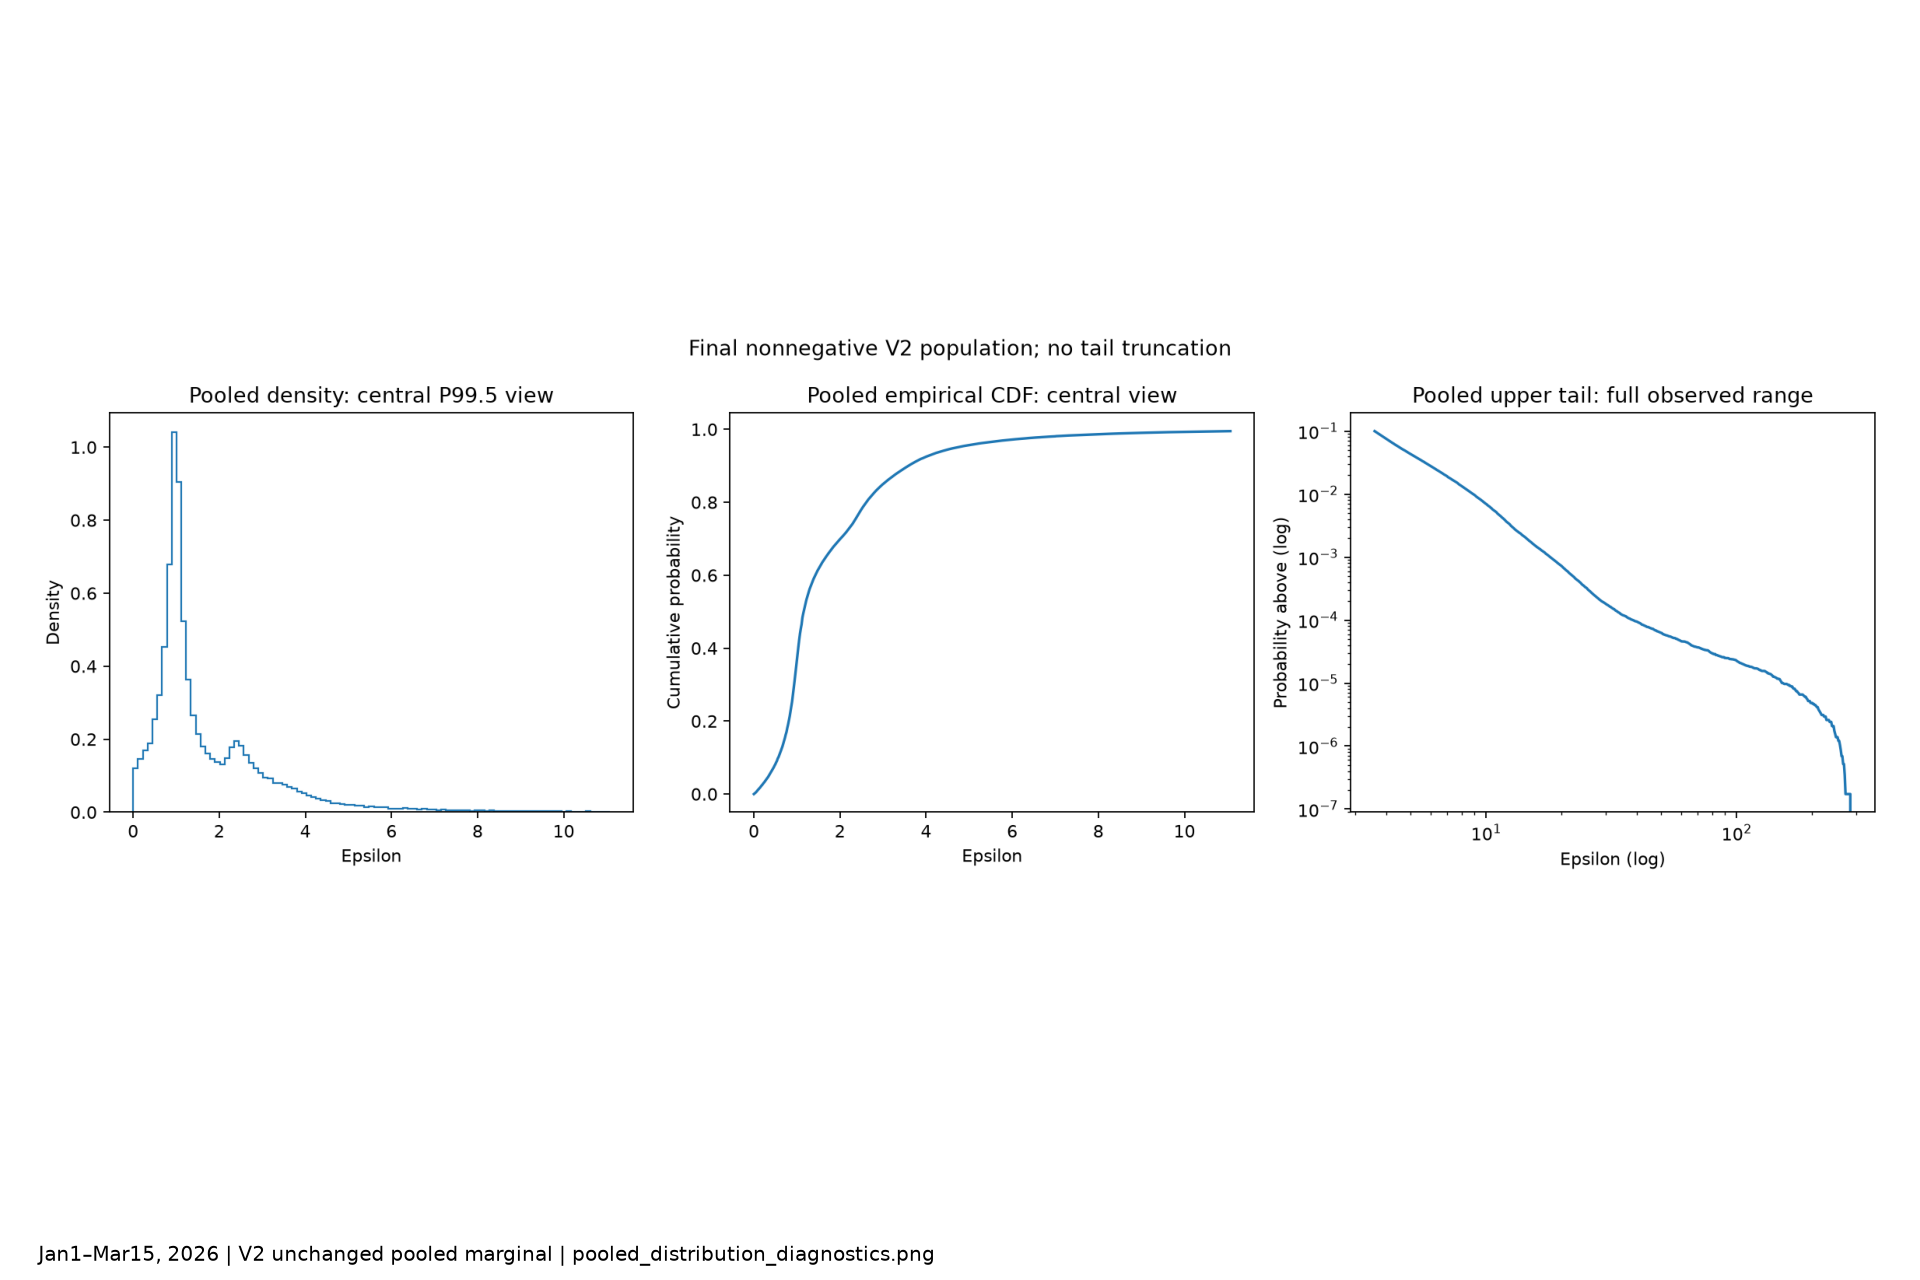 Final nonnegative V2 population; no tail truncation
Pooled density: central P99.5 view
Density
1.0
0.8
0.6
0.4
0.2
0.0
0 2 4 6 8 10
Epsilon
Pooled empirical CDF: central view
Cumulative probability
1.0
0.8
0.6
0.4
0.2
0.0
0 2 4 6 8 10
Epsilon
Pooled upper tail: full observed range
Probability above (log)
10⁻¹
10⁻²
10⁻³
10⁻⁴
10⁻⁵
10⁻⁶
10⁻⁷
10¹ 10²
Epsilon (log)
Jan1–Mar15, 2026 | V2 unchanged pooled marginal | pooled_distribution_diagnostics.png